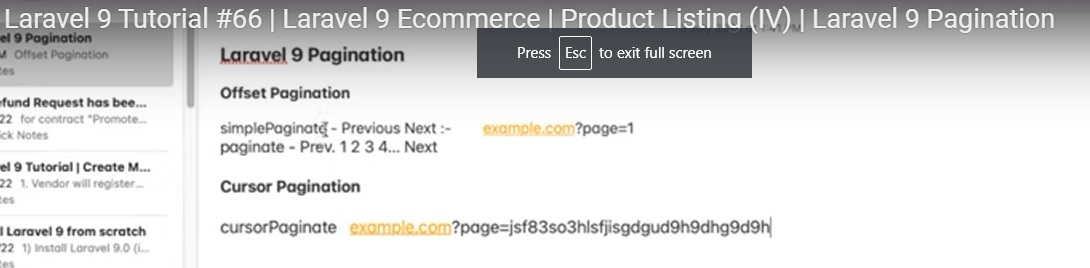 Laravel 9 Tutorial #66 | Laravel 9 Ecommerce | Product Listing (IV) | Laravel 9 Pagination
Press Esc to exit full screen
el 9 Pagination
M Offset Pagination
tes
efund Request has bee...
22 for contract "Promote...
ick Notes
el 9 Tutorial | Create M...
22 1. Vendor will register...
tes
l Laravel 9 from scratch
22 1) Install Laravel 9.0 (i...
tes
Laravel 9 Pagination
Offset Pagination
simplePaginate - Previous Next :- example.com?page=1
paginate - Prev. 1 2 3 4... Next
Cursor Pagination
cursorPaginate example.com?page=jsf83so3hlsfjisgdgud9h9dhg9d9h